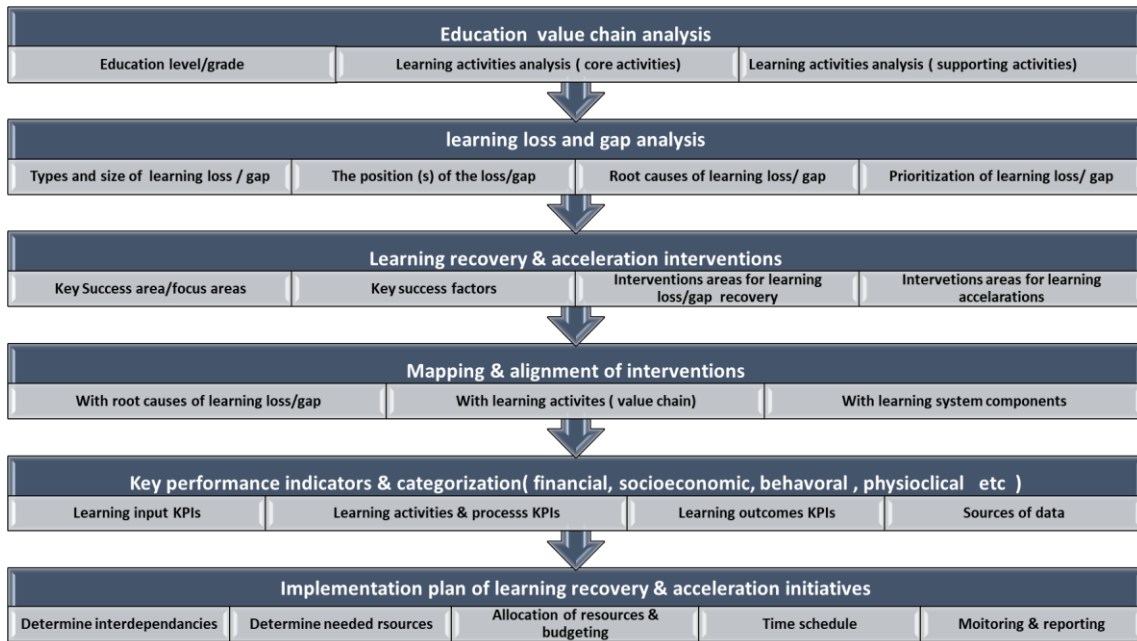 Education value chain analysis
Education level/grade
Learning activities analysis ( core activities)
Learning activities analysis ( supporting activities)
learning loss and gap analysis
Types and size of learning loss / gap
The position (s) of the loss/gap
Root causes of learning loss/ gap
Prioritization of learning loss/ gap
Learning recovery & acceleration interventions
Key Success area/focus areas
Key success factors
Interventions areas for learning
loss/gap recovery
Intervetions areas for learning
accelarations
Mapping & alignment of interventions
With root causes of learning loss/gap
With learning activites ( value chain)
With learning system components
Key performance indicators & categorization( financial, socioeconomic, behavoral , physioclical etc )
Learning input KPIs
Learning activities & processs KPIs
Learning outcomes KPIs
Sources of data
Implementation plan of learning recovery & acceleration initiatives
Determine interdependancies
Determine needed rsources
Allocation of resources &
budgeting
Time schedule
Moitoring & reporting